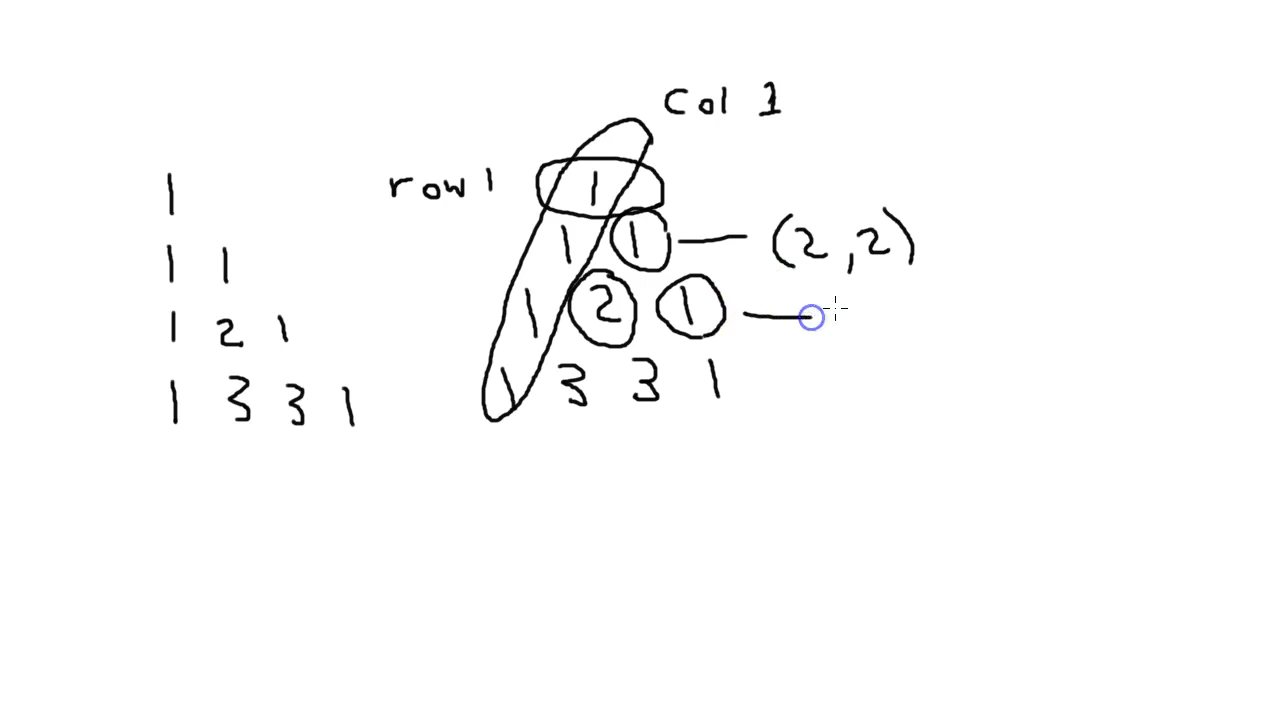 Col 1
row 1
1
1 1
1 2 1
1 3 3 1
1
1 1 (2,2)
1 2 1
1 3 3 1